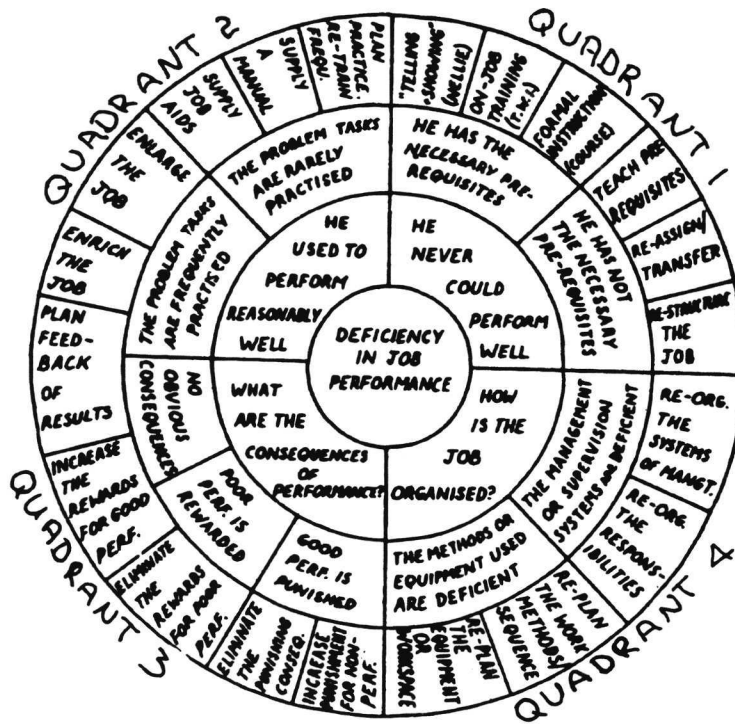 DEFICIENCY
IN JOB
PERFORMANCE
QUADRANT 1
HE
NEVER
COULD
PERFORM
WELL
HE HAS THE
NECESSARY PRE-
REQUISITES
"TELLING"
"SHOWING"
(NELLIE)
ON-JOB
TRAINING
(T.W.I.)
FORMAL
INSTRUCTION
(COURSE)
HE HAS NOT
THE NECESSARY
PRE-REQUISITES
TEACH PRE-
REQUISITES
RE-ASSIGN/
TRANSFER
RE-STRUCTURE
THE
JOB
QUADRANT 2
HE
USED TO
PERFORM
REASONABLY
WELL
THE PROBLEM TASKS
ARE RARELY
PRACTISED
PLAN
PRACTICE.
RE-TRAIN
FREQU.
SUPPLY
A
MANUAL
SUPPLY
JOB
AIDS
THE PROBLEM TASKS
ARE FREQUENTLY
PRACTISED
ENLARGE
THE
JOB
ENRICH
THE
JOB
QUADRANT 3
WHAT
ARE THE
CONSEQUENCES
OF
PERFORMANCE?
NO
OBVIOUS
CONSEQUENCES
PLAN
FEED-
BACK
OF
RESULTS
POOR
PERF. IS
REWARDED
INCREASE
THE
REWARDS
FOR GOOD
PERF.
ELIMINATE
THE
REWARDS
FOR POOR
PERF.
GOOD
PERF. IS
PUNISHED
ELIMINATE
THE
PUNISHING
CONSEQ.
INCREASE
PUNISHMENT
FOR NON-
PERF.
QUADRANT 4
HOW
IS THE
JOB
ORGANISED?
THE METHODS OR
EQUIPMENT USED
ARE DEFICIENT
RE-PLAN
THE
EQUIPMENT
OR
WORKSPACE
RE-PLAN
THE WORK
METHODS/
SEQUENCE
THE MANAGEMENT
OR SUPERVISION
SYSTEMS ARE DEFICIENT
RE-ORG.
THE
RESPONS-
IBILITIES
RE-ORG.
THE
SYSTEMS
OF MANGT.